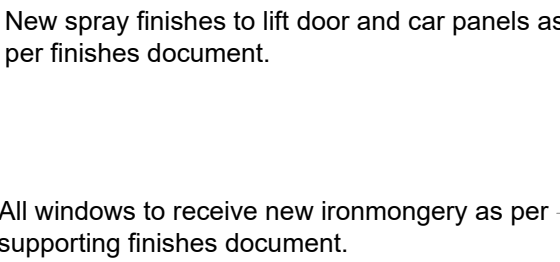 New spray finishes to lift door and car panels as
per finishes document.
All windows to receive new ironmongery as per
supporting finishes document.